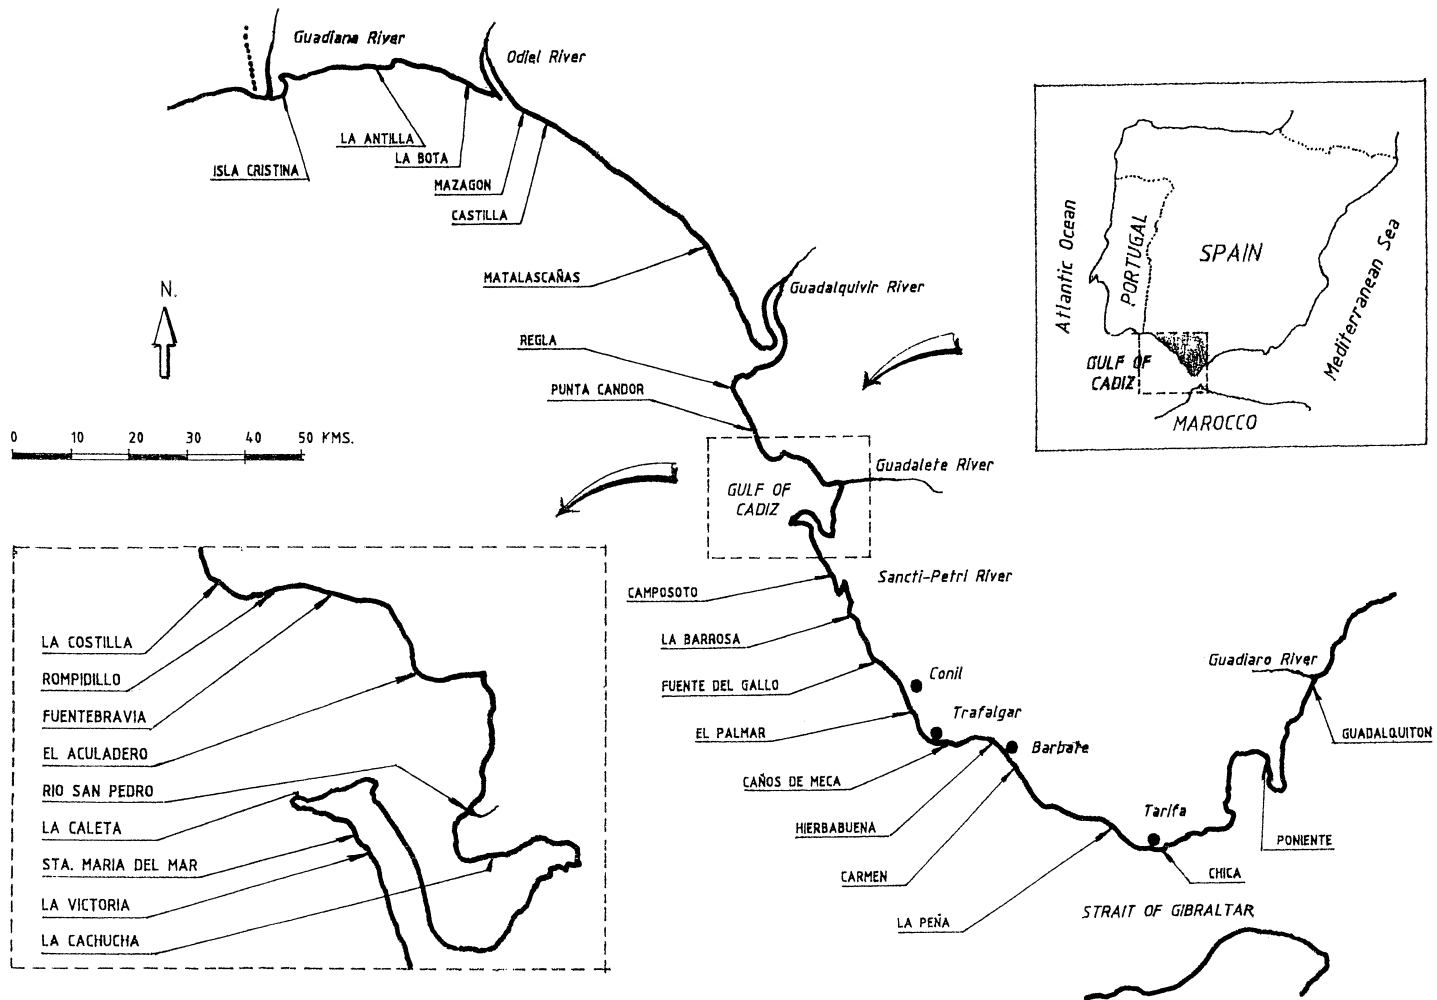 Guadiana River
Odiel River
LA ANTILLA
LA BOTA
ISLA CRISTINA
MAZAGON
CASTILLA
MATALASCAÑAS
Guadalquivir River
N.
REGLA
PUNTA CANDOR
0 10 20 30 40 50 KMS.
Guadalete River
GULF OF
CADIZ
Sancti-Petri River
CAMPOSOTO
LA BARROSA
FUENTE DEL GALLO
Conil
EL PALMAR
Trafalgar
Barbate
CAÑOS DE MECA
HIERBABUENA
CARMEN
LA PEÑA
Tarifa
CHICA
PONIENTE
Guadiaro River
GUADALQUITON
STRAIT OF GIBRALTAR
Atlantic Ocean
PORTUGAL
SPAIN
Mediterranean Sea
GULF OF
CADIZ
MAROCCO
LA COSTILLA
ROMPIDILLO
FUENTEBRAVIA
EL ACULADERO
RIO SAN PEDRO
LA CALETA
STA. MARIA DEL MAR
LA VICTORIA
LA CACHUCHA